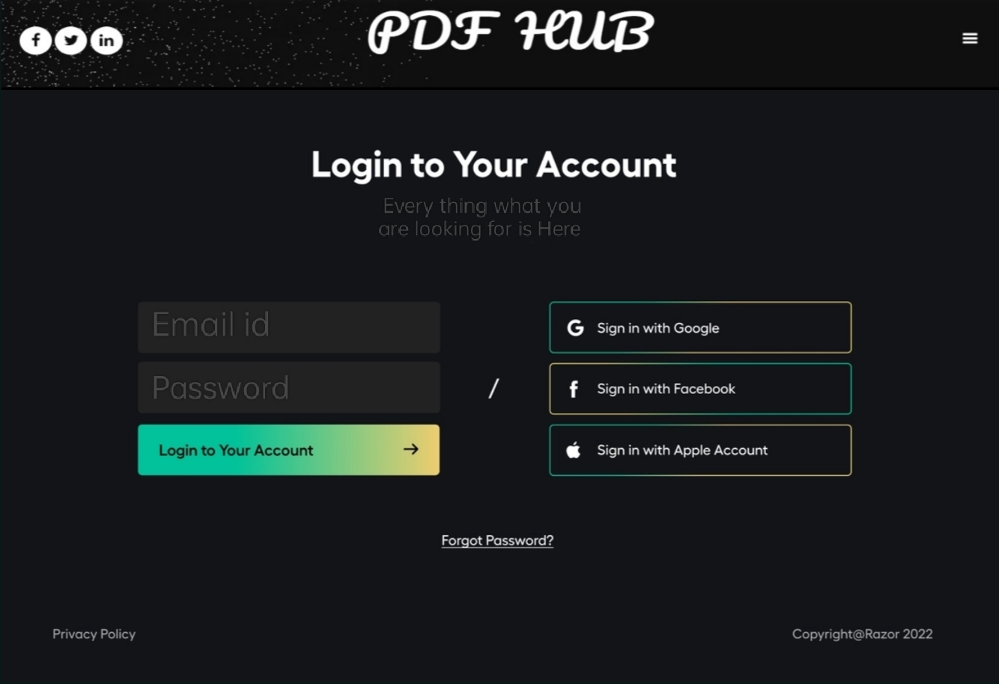 PDF HUB
Login to Your Account
Every thing what you
are looking for is Here
Email id
Password
Login to Your Account
/
Sign in with Google
Sign in with Facebook
Sign in with Apple Account
Forgot Password?
Privacy Policy
Copyright@Razor 2022